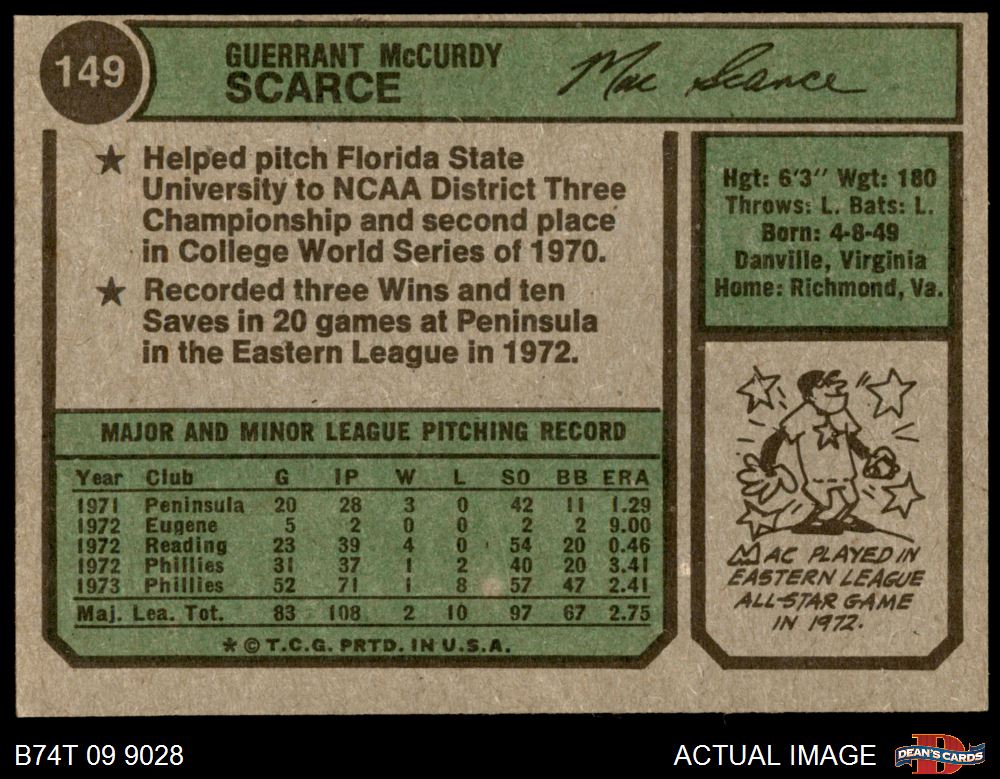 149
GUERRANT McCURDY
SCARCE
Mac Scarce
★ Helped pitch Florida State
University to NCAA District Three
Championship and second place
in College World Series of 1970.
★ Recorded three Wins and ten
Saves in 20 games at Peninsula
in the Eastern League in 1972.
Hgt: 6'3" Wgt: 180
Throws: L. Bats: L.
Born: 4-8-49
Danville, Virginia
Home: Richmond, Va.
MAJOR AND MINOR LEAGUE PITCHING RECORD
Year Club G IP W L SO BB ERA
1971 Peninsula 20 28 3 0 42 11 1.29
1972 Eugene 5 2 0 0 2 2 9.00
1972 Reading 23 39 4 0 54 20 0.46
1972 Phillies 31 37 1 2 40 20 3.41
1973 Phillies 52 71 1 8 57 47 2.41
Maj. Lea. Tot. 83 108 2 10 97 67 2.75
* © T.C.G. PRTD. IN U.S.A.
MAC PLAYED IN
EASTERN LEAGUE
ALL-STAR GAME
IN 1972.
B74T 09 9028
ACTUAL IMAGE
DEAN'S CARDS